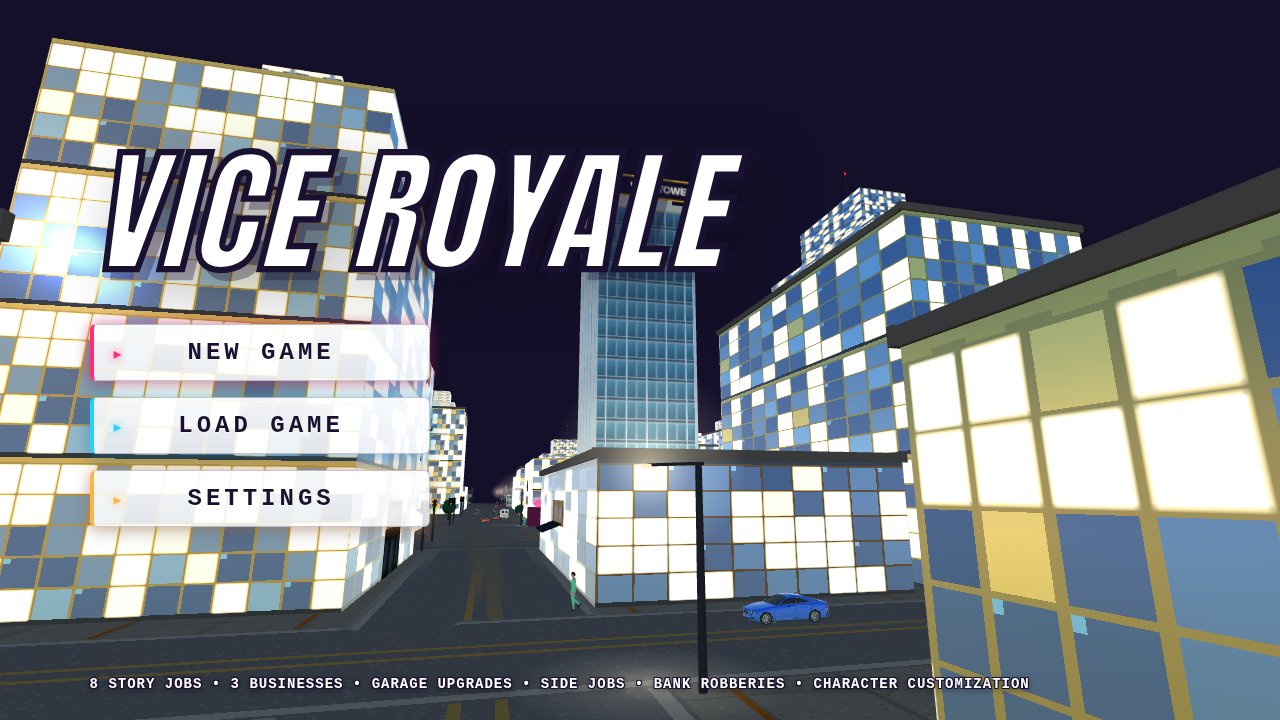 VICE ROYALE
NEW GAME
LOAD GAME
SETTINGS
8 STORY JOBS • 3 BUSINESSES • GARAGE UPGRADES • SIDE JOBS • BANK ROBBERIES • CHARACTER CUSTOMIZATION